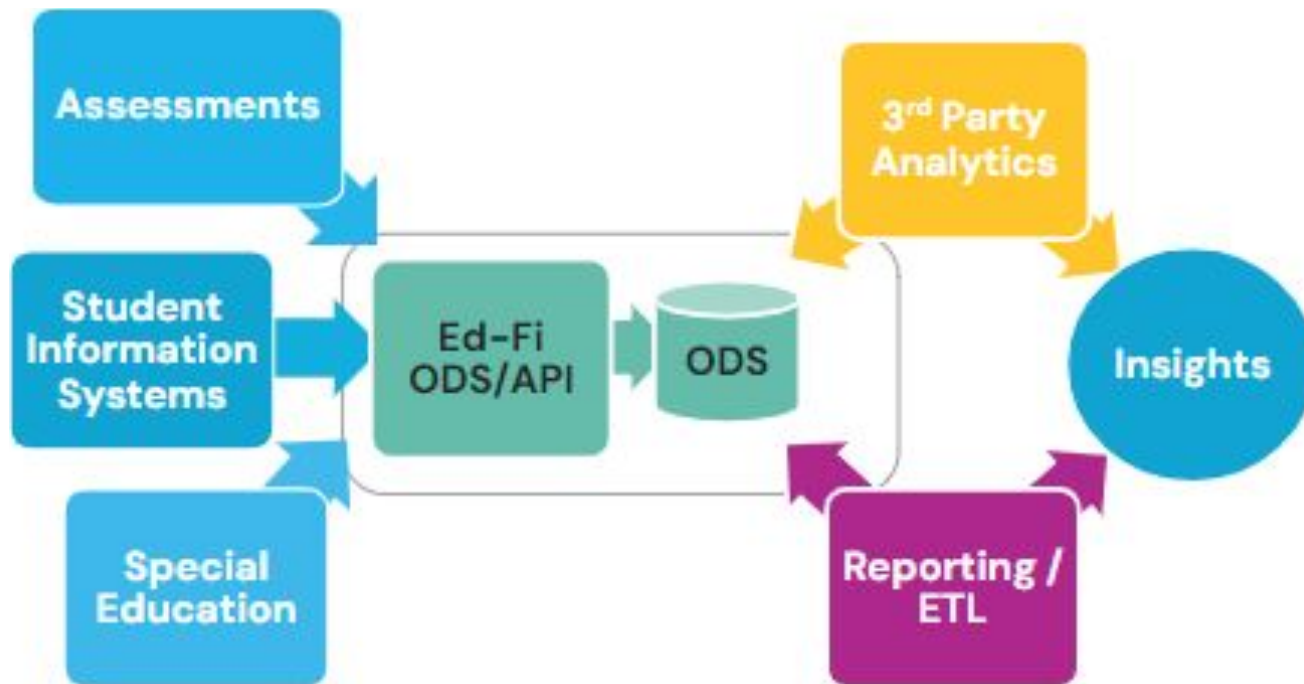 Assessments
Student
Information
Systems
Special
Education
Ed-Fi
ODS/API
ODS
3rd Party
Analytics
Reporting /
ETL
Insights